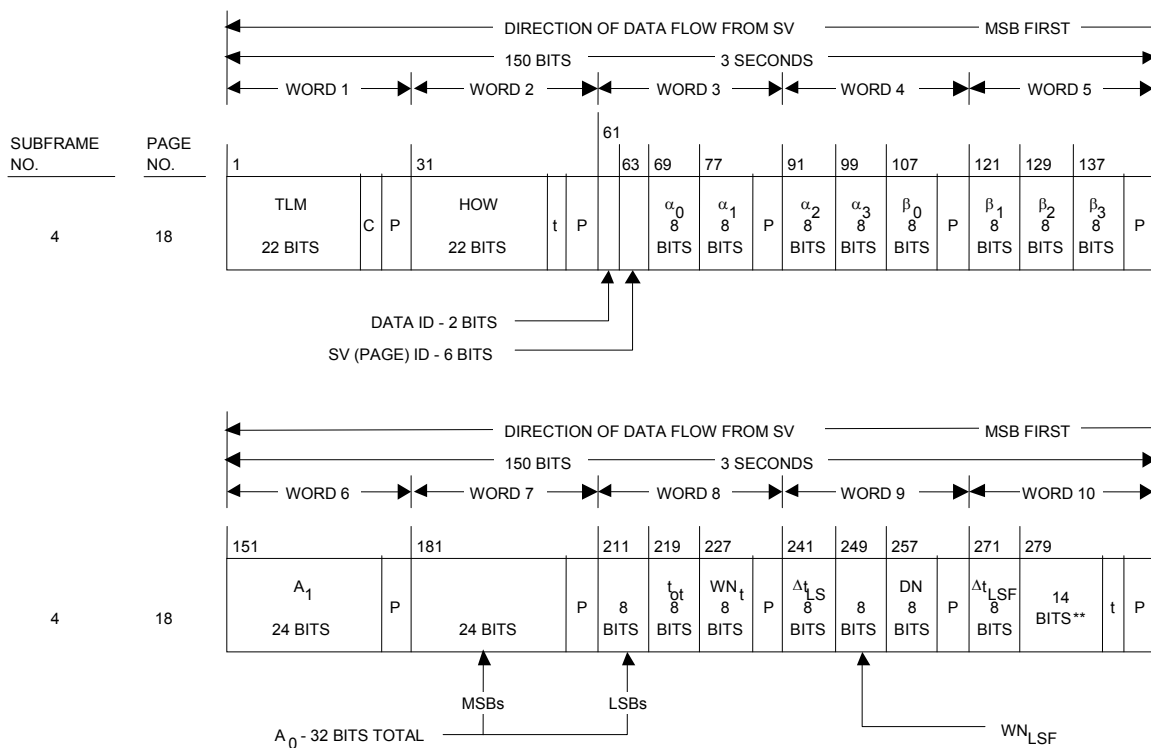 DIRECTION OF DATA FLOW FROM SV MSB FIRST
150 BITS 3 SECONDS
WORD 1 WORD 2 WORD 3 WORD 4 WORD 5
SUBFRAME NO.
PAGE NO.
61
1 31 63 69 77 91 99 107 121 129 137
4 18
TLM 22 BITS
C
P
HOW 22 BITS
t
P
α0 8 BITS
α1 8 BITS
P
α2 8 BITS
α3 8 BITS
β0 8 BITS
P
β1 8 BITS
β2 8 BITS
β3 8 BITS
P
DATA ID - 2 BITS
SV (PAGE) ID - 6 BITS
DIRECTION OF DATA FLOW FROM SV MSB FIRST
150 BITS 3 SECONDS
WORD 6 WORD 7 WORD 8 WORD 9 WORD 10
151 181 211 219 227 241 249 257 271 279
4 18
A1 24 BITS
P
24 BITS
P
8 BITS
tot 8 BITS
WNt 8 BITS
P
ΔtLS 8 BITS
8 BITS
DN 8 BITS
P
ΔtLSF 8 BITS
14 BITS**
t
P
MSBs LSBs
A0 - 32 BITS TOTAL
WNLSF